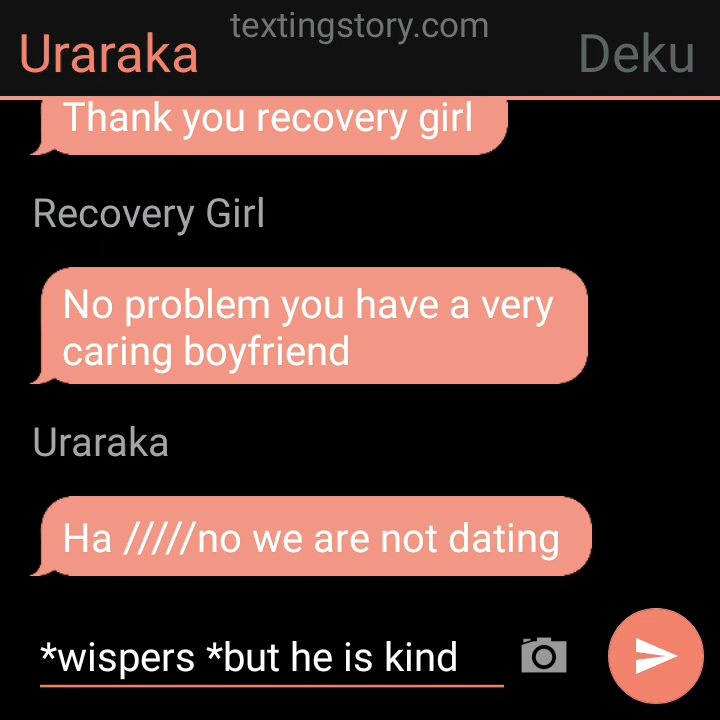 textingstory.com
Uraraka
Deku
Thank you recovery girl
Recovery Girl
No problem you have a very
caring boyfriend
Uraraka
Ha /////no we are not dating
*wispers *but he is kind